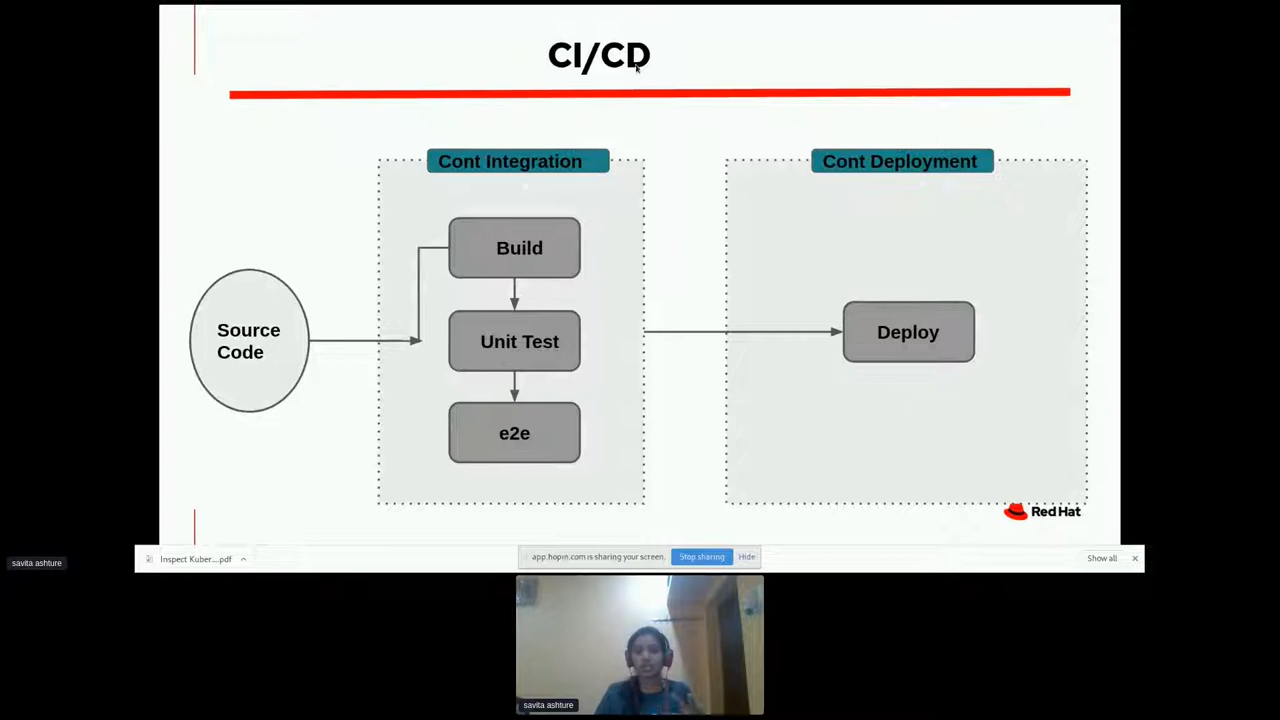 CI/CD
Cont Integration
Cont Deployment
Build
Unit Test
e2e
Source
Code
Deploy
Red Hat
savita ashture
Inspect Kuber....pdf
app.hopin.com is sharing your screen.
Stop sharing
Hide
Show all
savita ashture